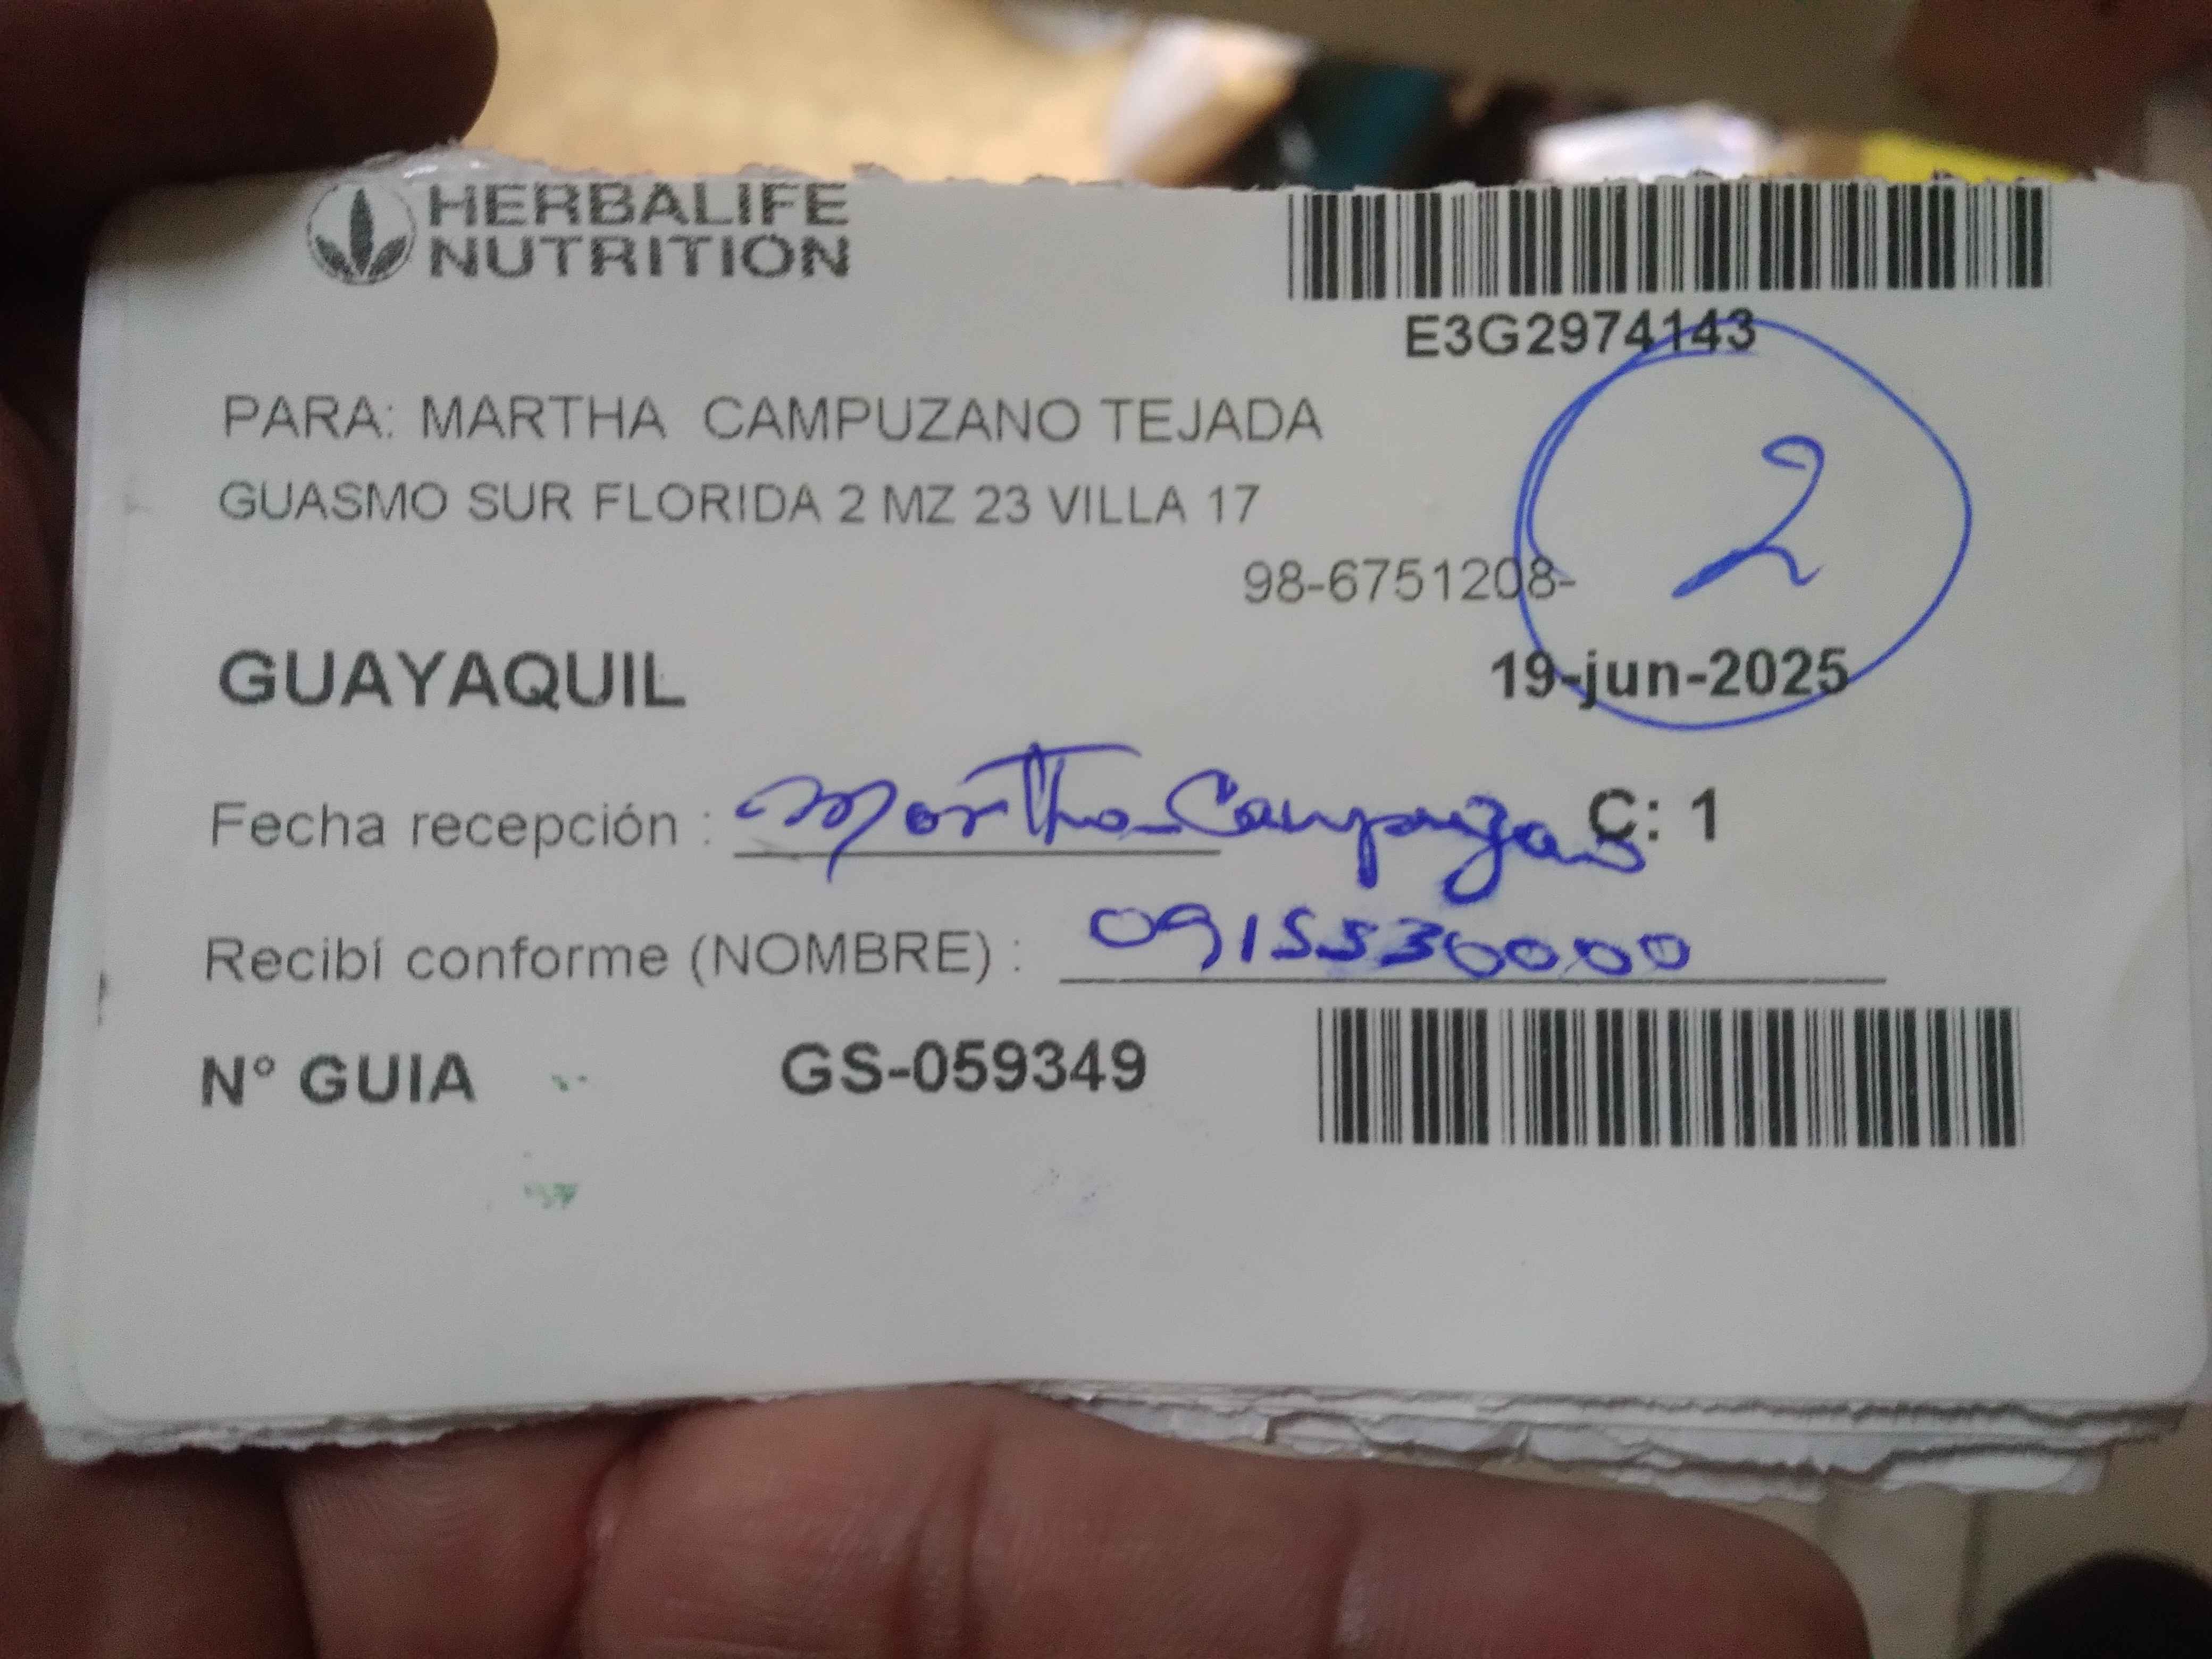 HERBALIFE
NUTRITION
E3G2974143
PARA: MARTHA CAMPUZANO TEJADA
GUASMO SUR FLORIDA 2 MZ 23 VILLA 17
98-6751208-
2
GUAYAQUIL
19-jun-2025
Fecha recepción : Martha Campuzano C: 1
Recibí conforme (NOMBRE) : 0915530000
N° GUIA GS-059349